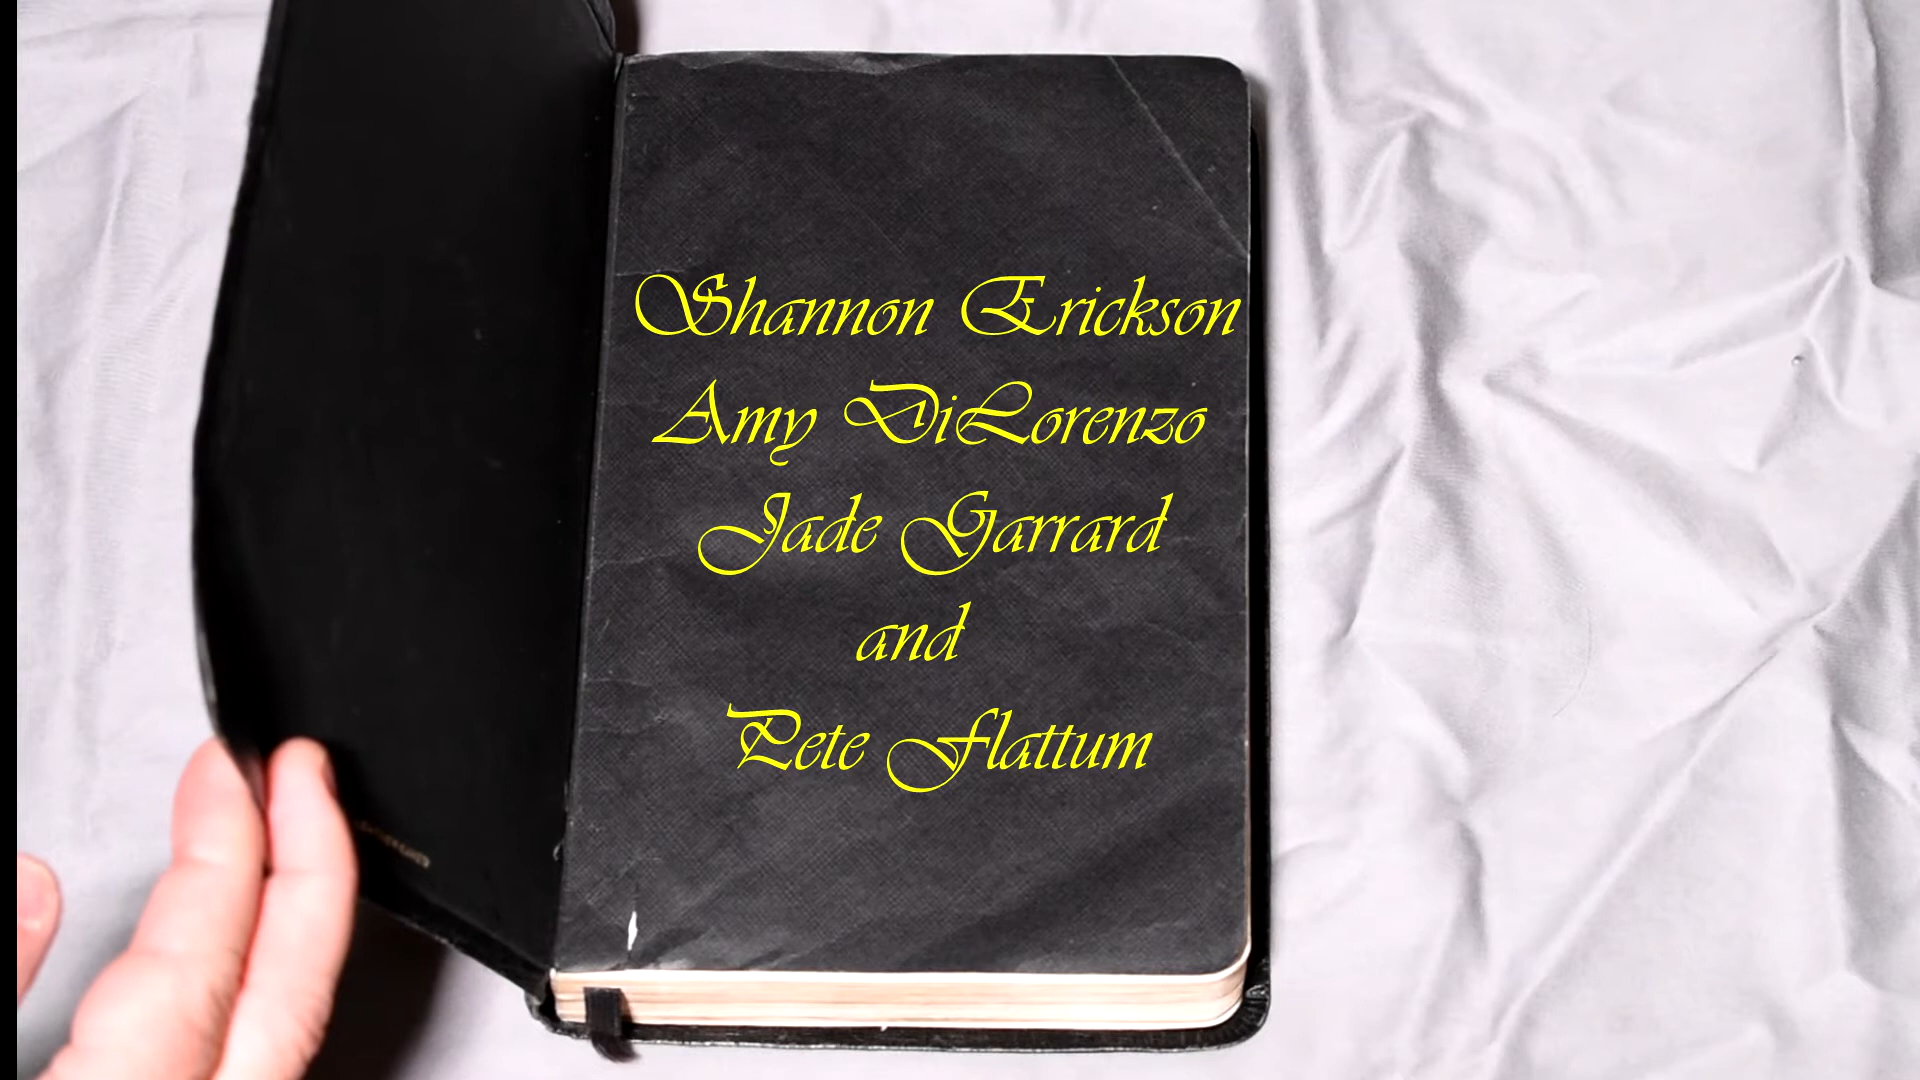 Shannon Erickson
Amy DiLorenzo
Jade Garrard
and
Pete Flattum